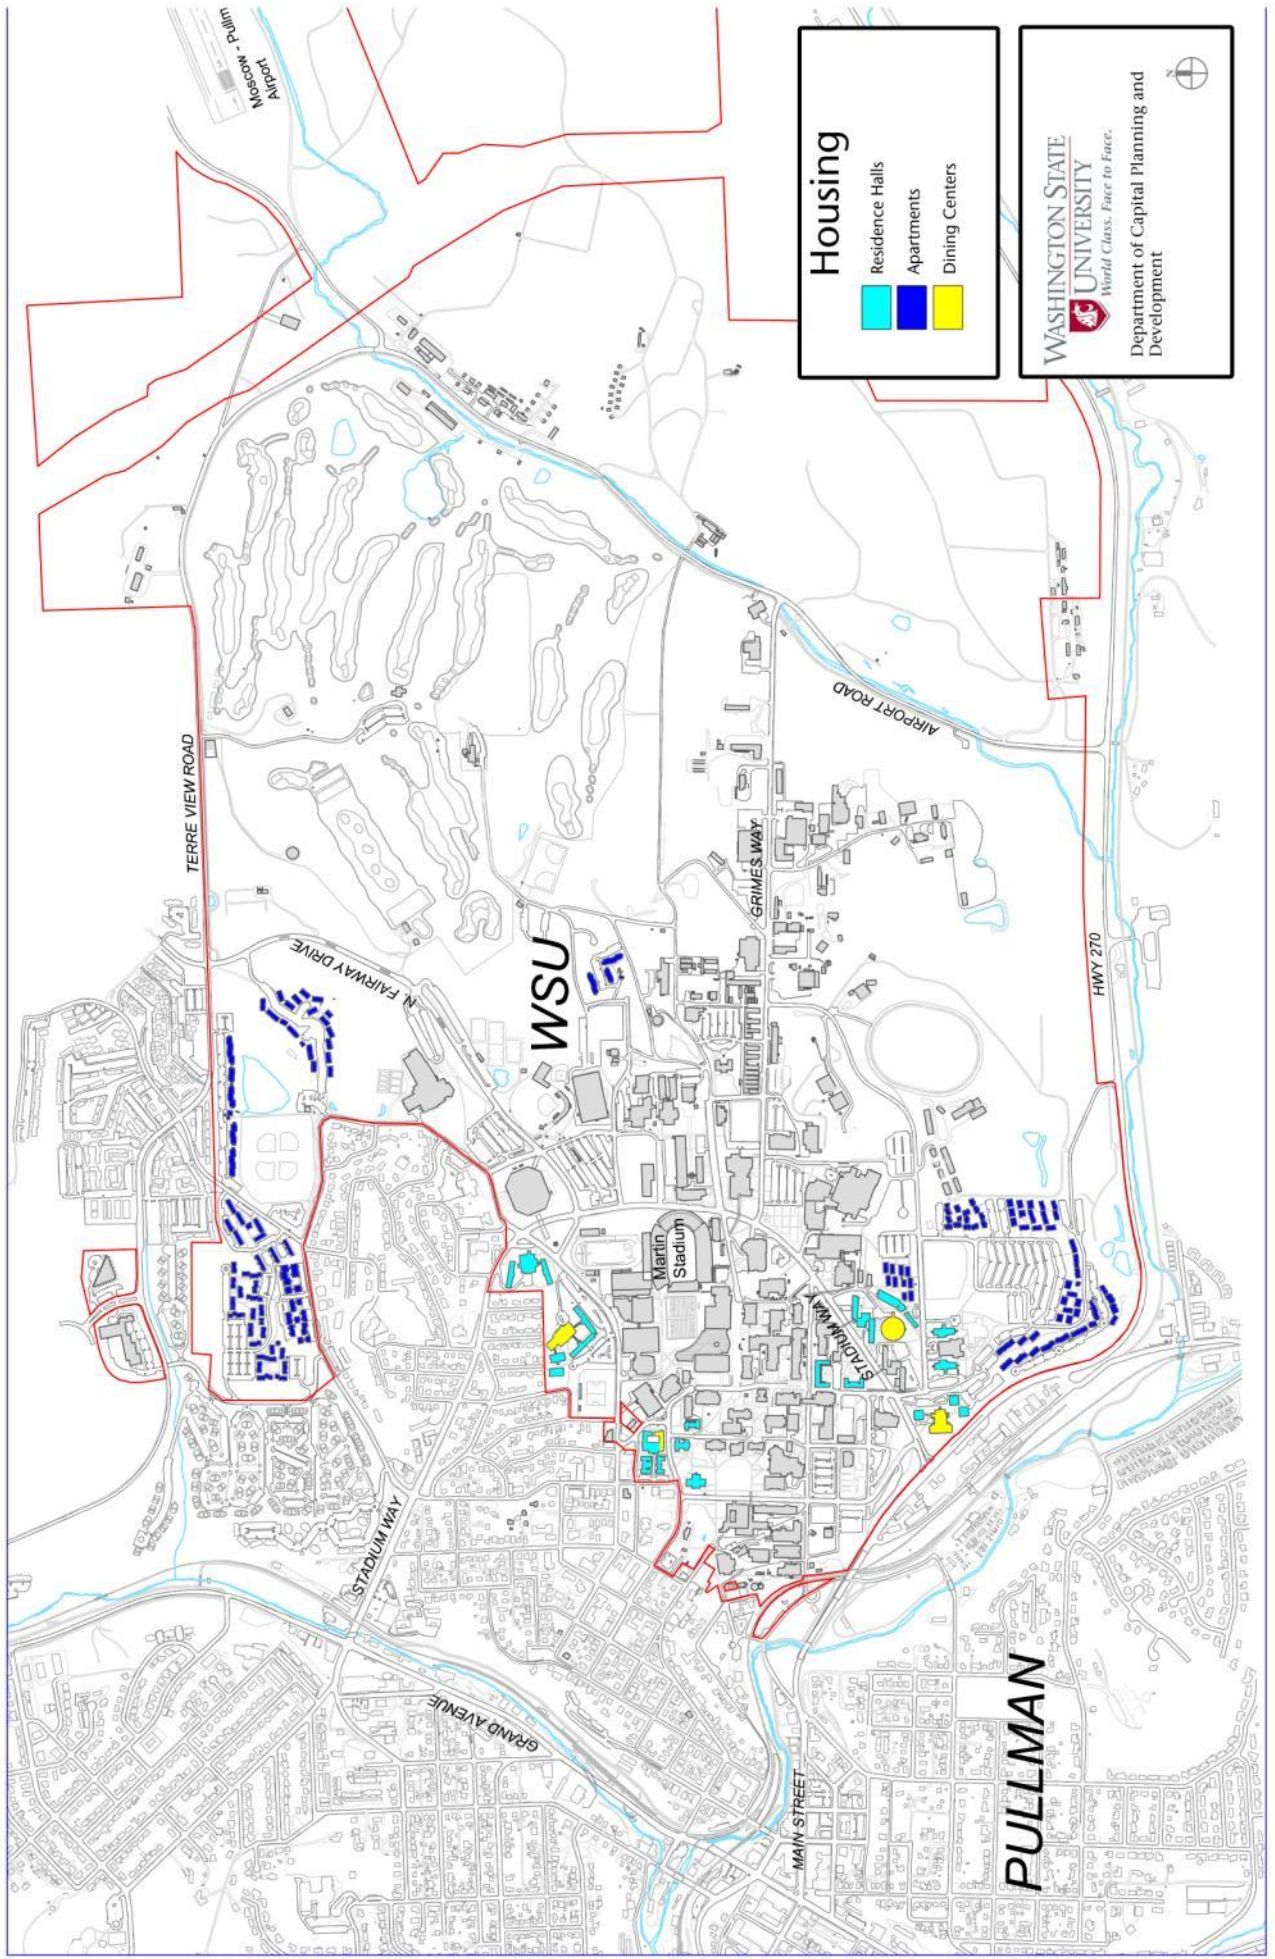 Moscow - Pullm
Airport
TERRE VIEW ROAD
N. FAIRWAY DRIVE
WSU
GRIMES WAY
AIRPORT ROAD
HWY 270
Martin
Stadium
STADIUM WAY
STADIUM WAY
GRAND AVENUE
MAIN STREET
PULLMAN
Housing
Residence Halls
Apartments
Dining Centers
WASHINGTON STATE
UNIVERSITY
World Class. Face to Face.
Department of Capital Planning and
Development
N